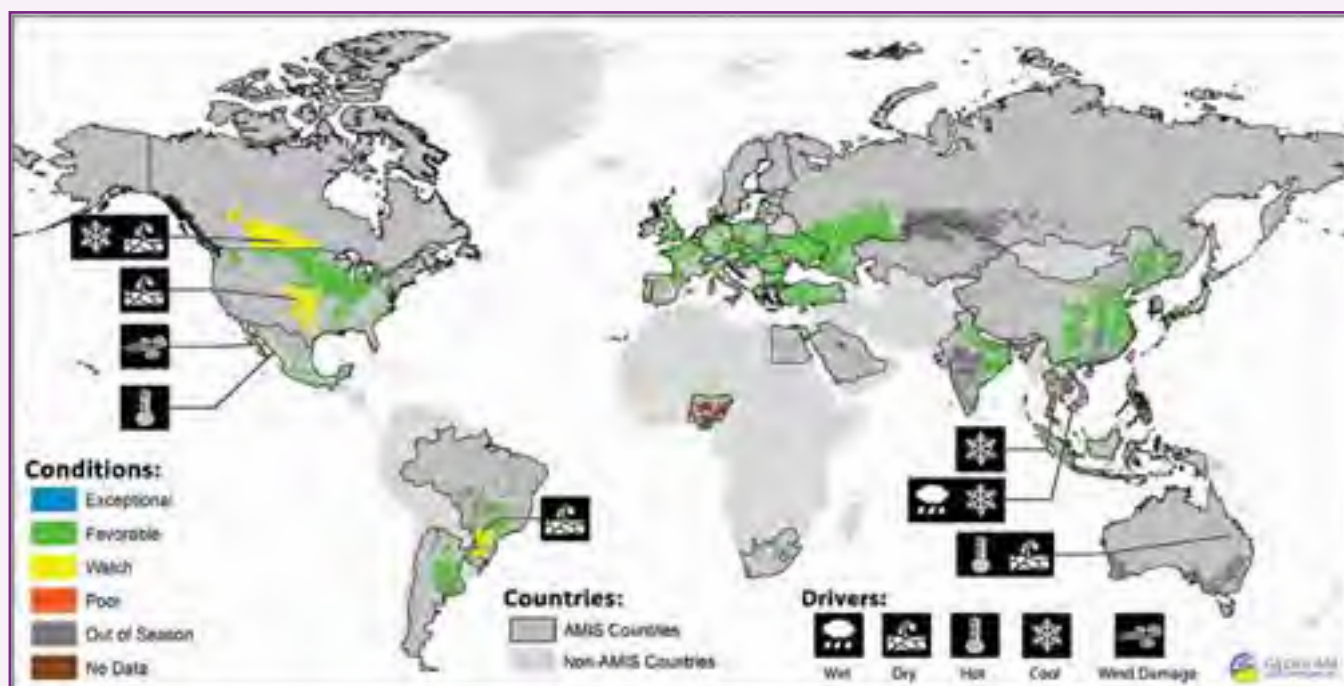 Conditions:
Exceptional
Favorable
Watch
Poor
Out of Season
No Data
Countries:
AMIS Countries
Non-AMIS Countries
Drivers:
Wet
Dry
Hot
Cool
Wind Damage